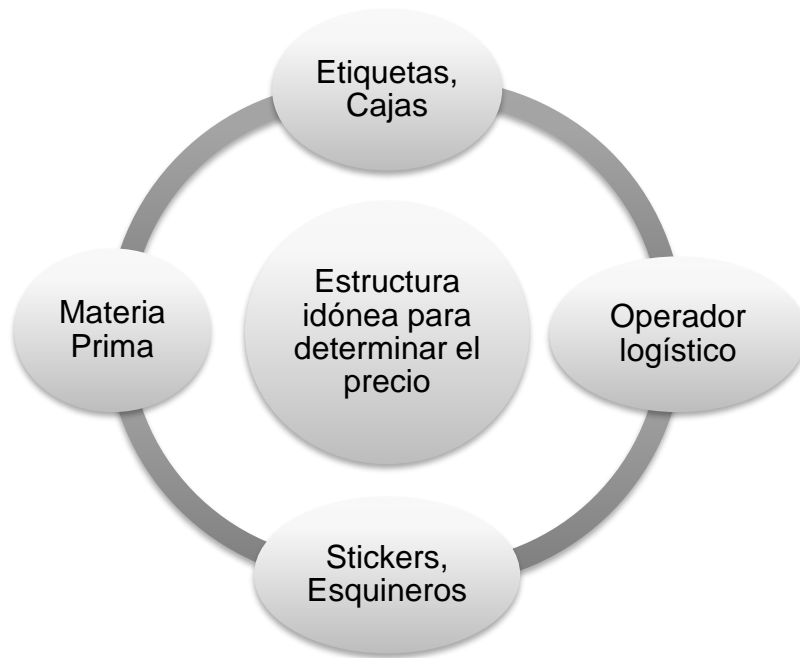 Etiquetas,
Cajas
Estructura
idónea para
determinar el
precio
Materia
Prima
Operador
logístico
Stickers,
Esquineros